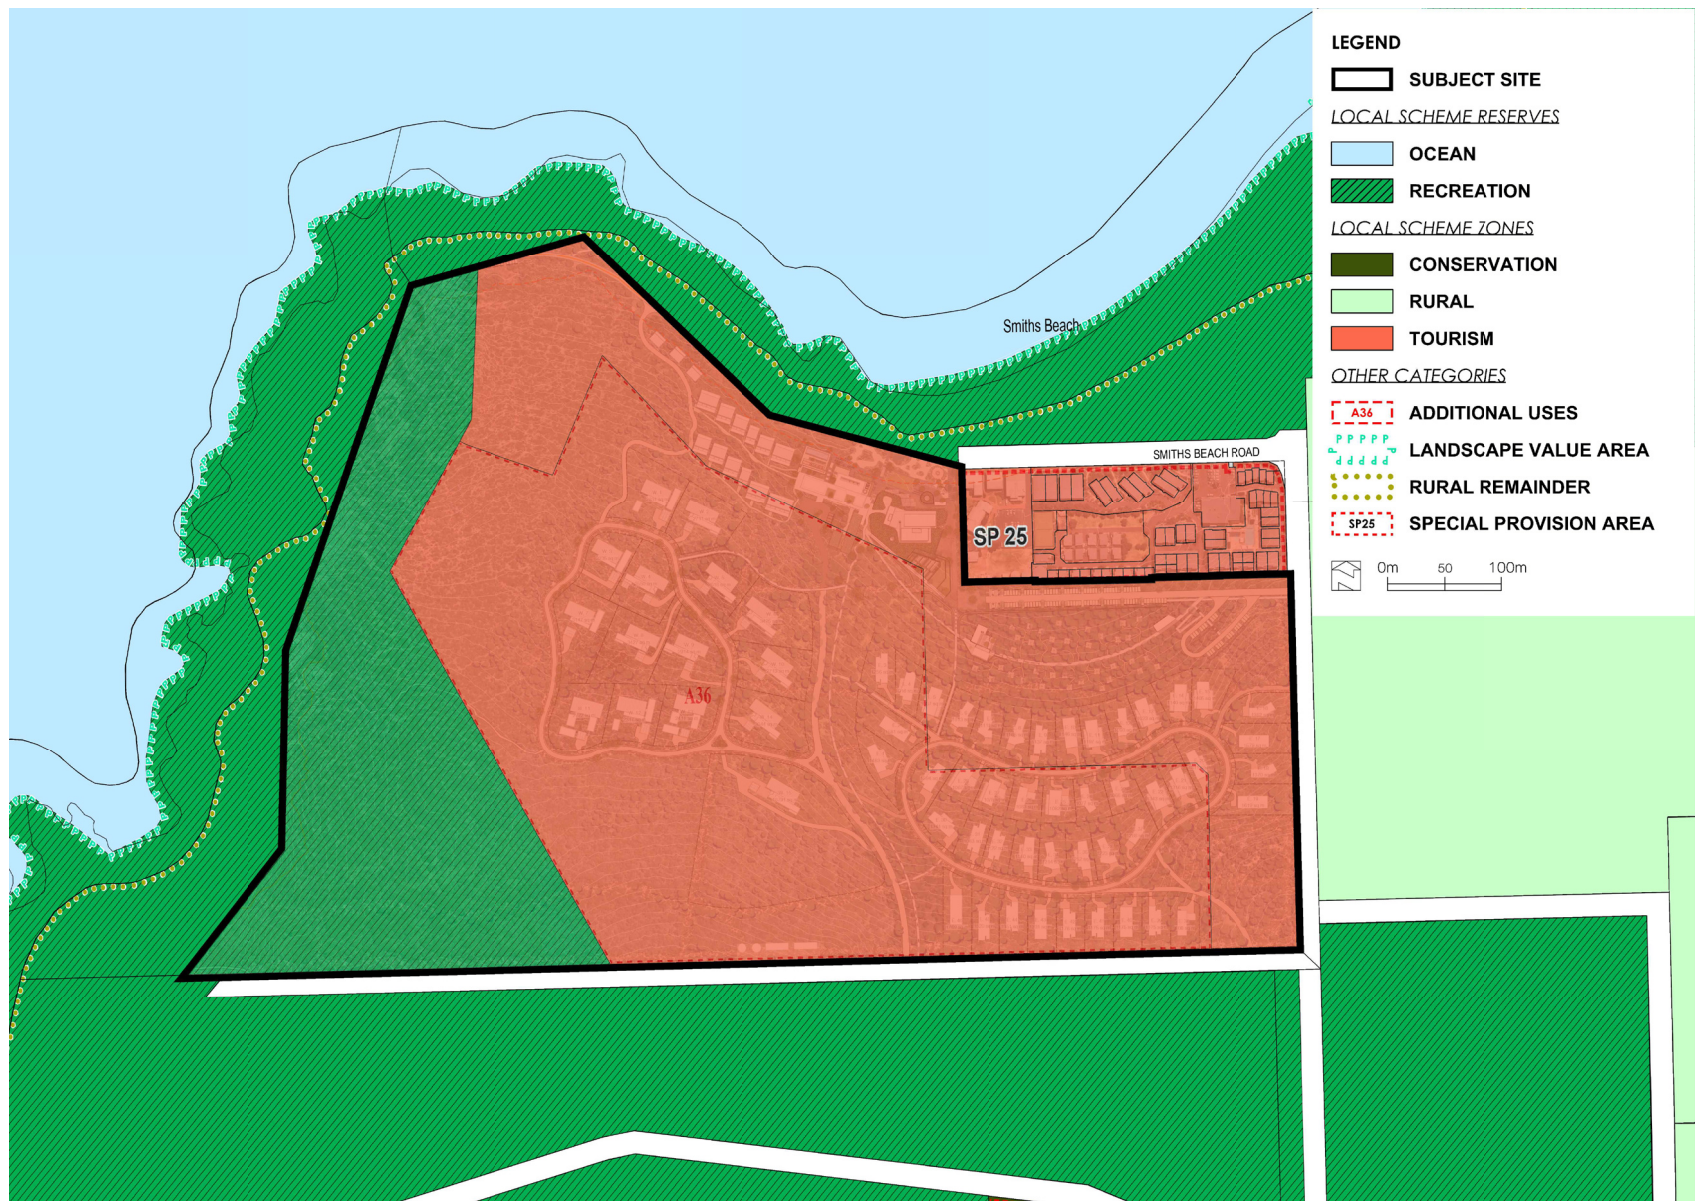 LEGEND
SUBJECT SITE
LOCAL SCHEME RESERVES
OCEAN
RECREATION
LOCAL SCHEME ZONES
CONSERVATION
RURAL
TOURISM
OTHER CATEGORIES
A36 ADDITIONAL USES
P P P P P LANDSCAPE VALUE AREA
RURAL REMAINDER
SP25 SPECIAL PROVISION AREA
0m 50 100m
Smiths Beach
SMITHS BEACH ROAD
SP 25
A36